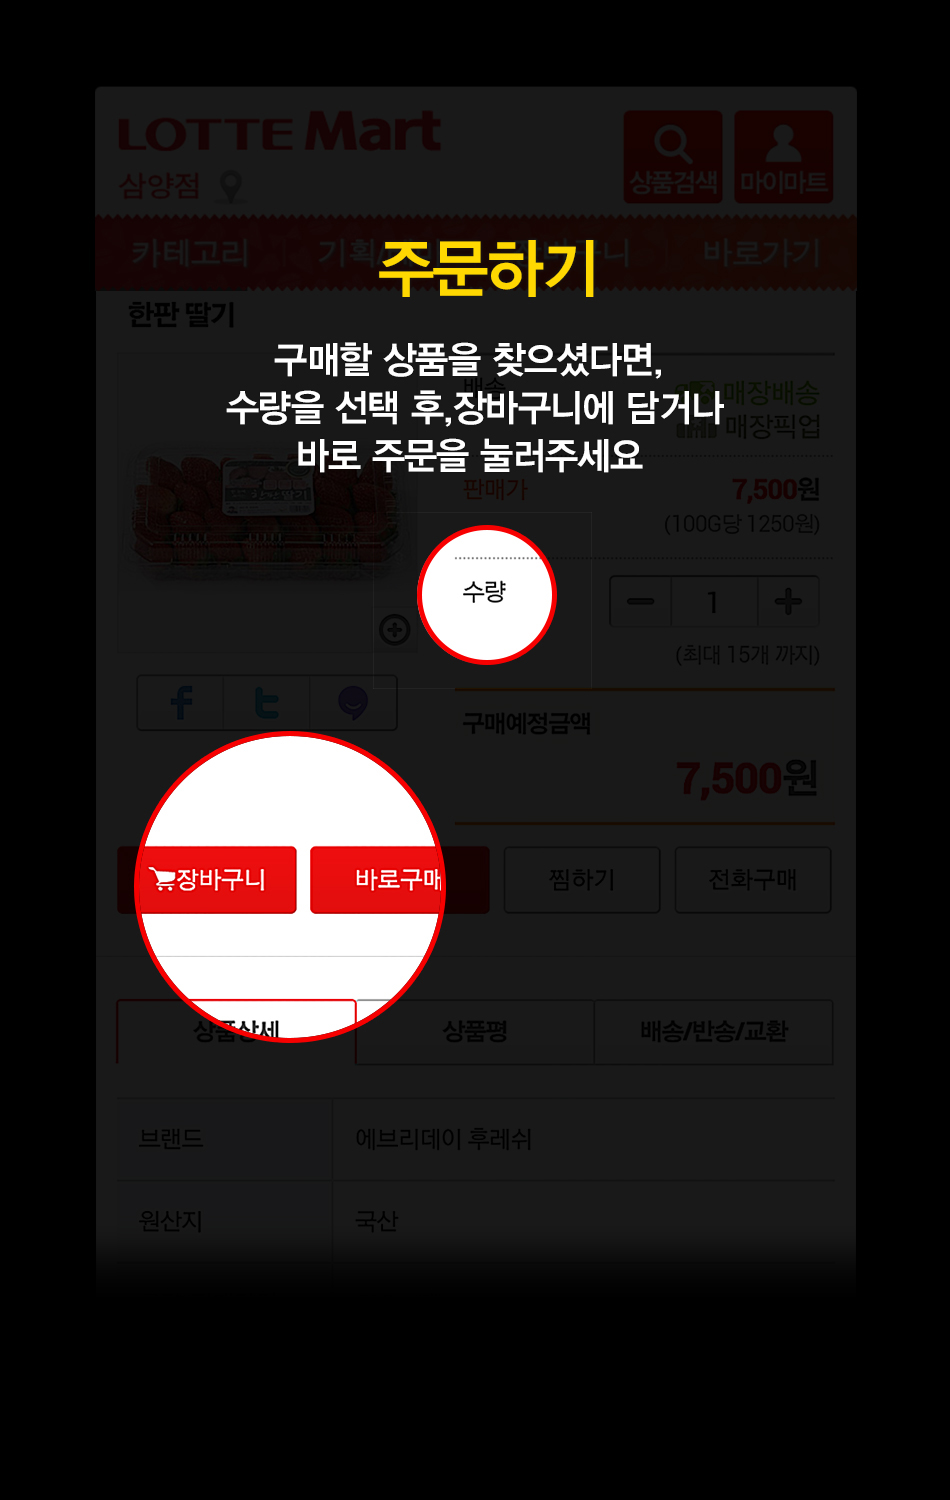 LOTTE Mart
삼양점
상품검색
마이마트
카테고리
기획
니
바로가기
주문하기
한판 딸기
구매할 상품을 찾으셨다면,
수량을 선택 후,장바구니에 담거나
바로 주문을 눌러주세요
배송
매장배송
매장픽업
판매가
7,500원
(100G당 1250원)
수량
1
(최대 15개 까지)
구매예정금액
7,500원
장바구니
바로구매
찜하기
전화구매
상품상세
상품평
배송/반송/교환
브랜드
에브리데이 후레쉬
원산지
국산